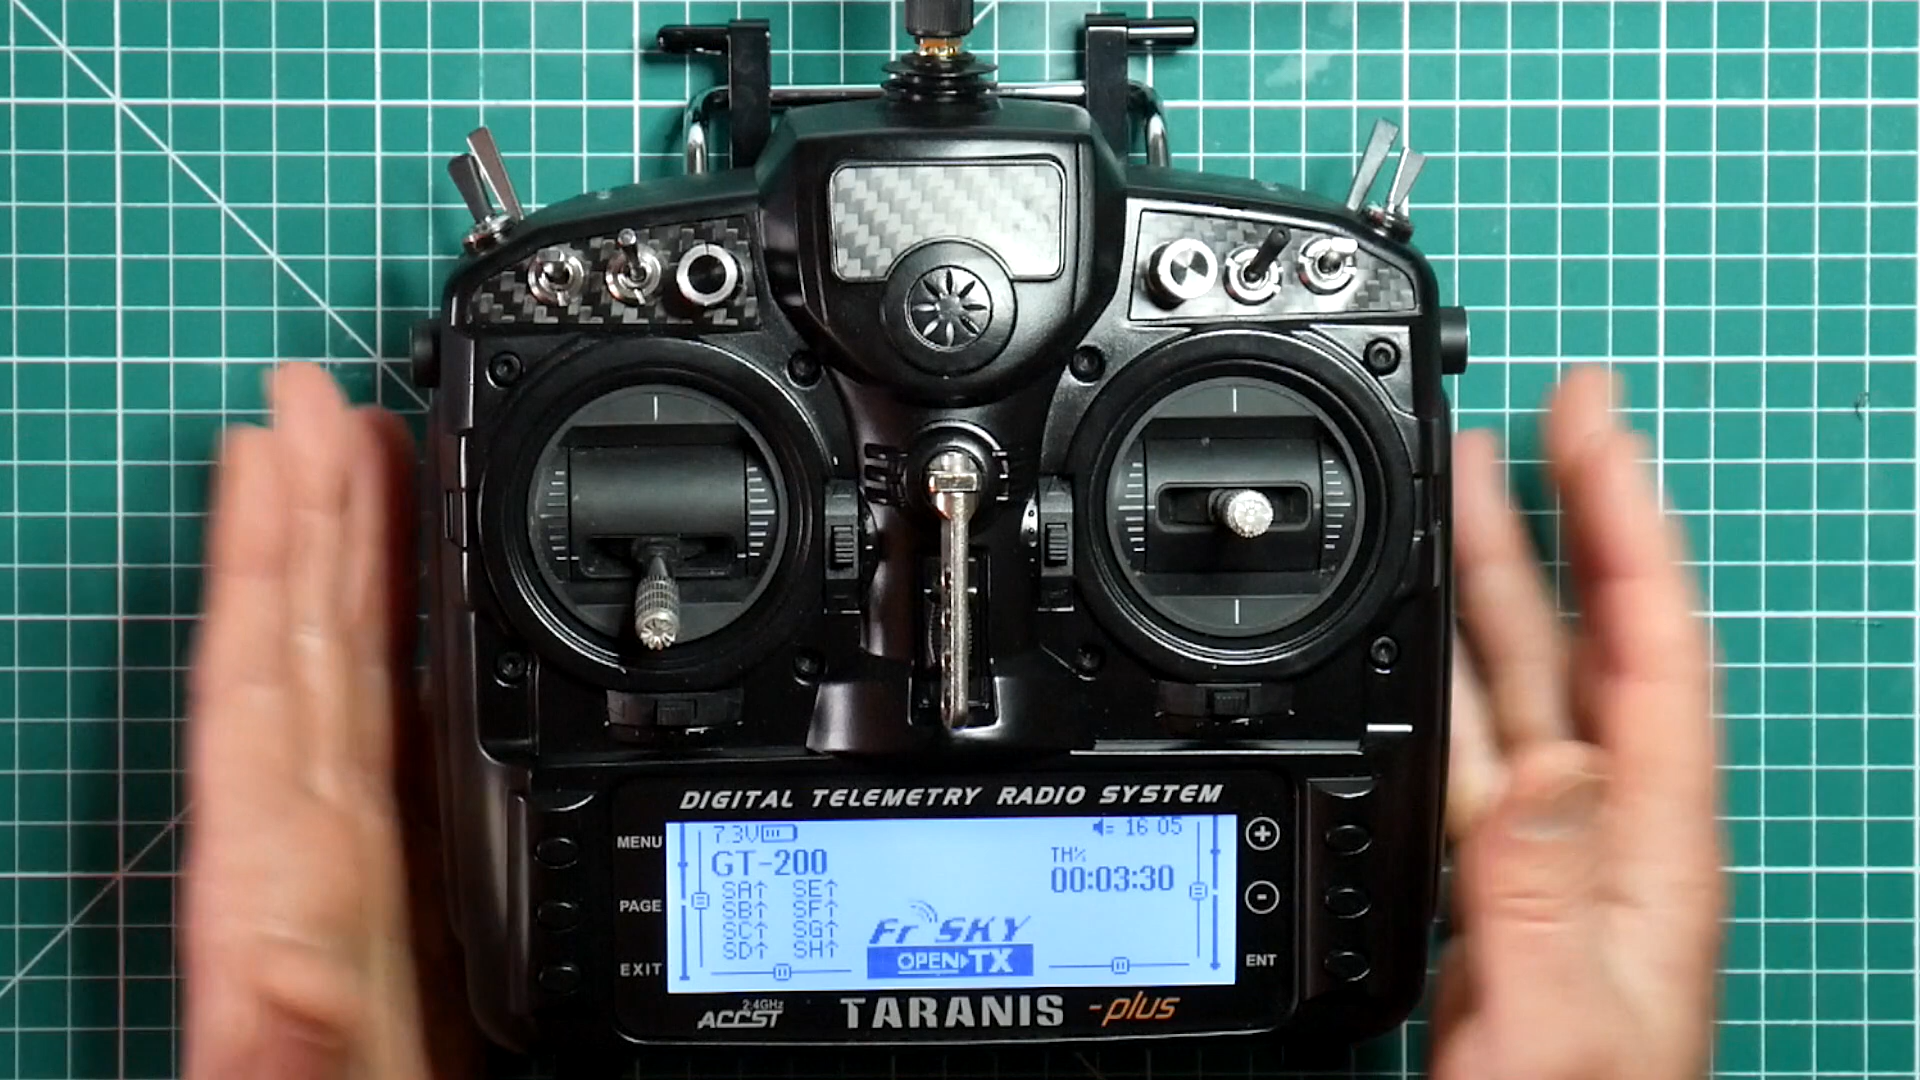 DIGITAL TELEMETRY RADIO SYSTEM
MENU
PAGE
EXIT
7.3V
16:05
GT-200
TH%
00:03:30
SA↑ SE↑
SB↑ SF↑
SC↑ SG↑
SD↑ SH↑
FrSKY
OPEN TX
+
-
ENT
2.4GHz
ACCST
TARANIS -plus